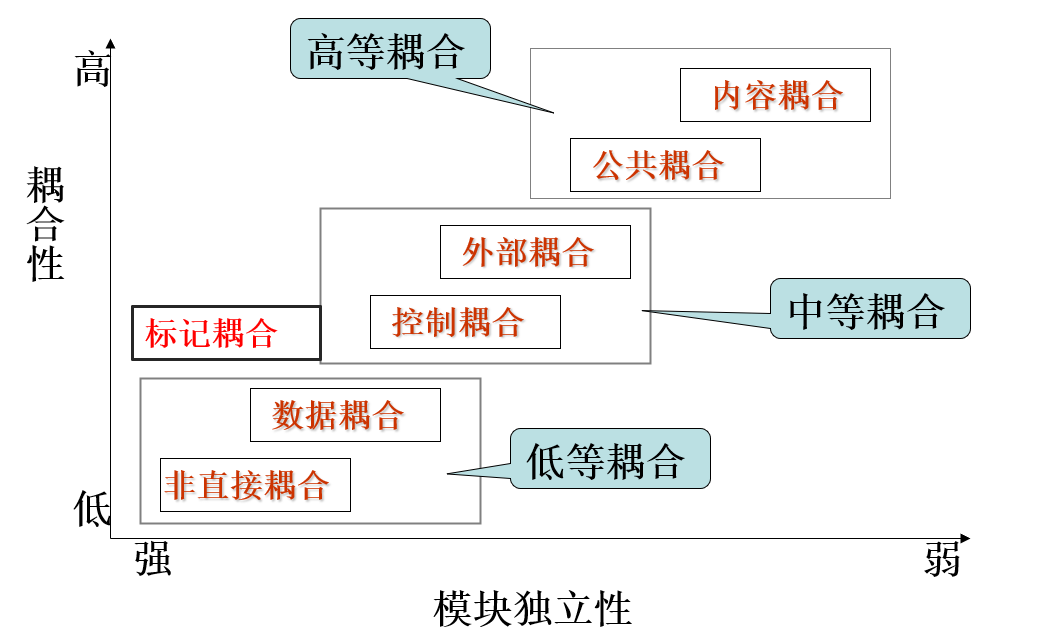 高等耦合
高
内容耦合
公共耦合
耦合性
外部耦合
中等耦合
控制耦合
标记耦合
数据耦合
低等耦合
非直接耦合
低
强
弱
模块独立性